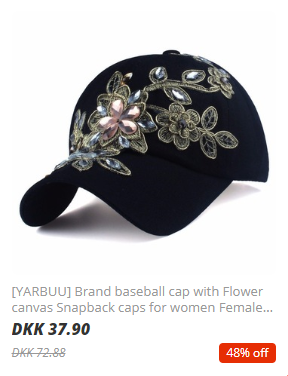 [YARBUU] Brand baseball cap with Flower
canvas Snapback caps for women Female...
DKK 37.90
DKK 72.88
48% off